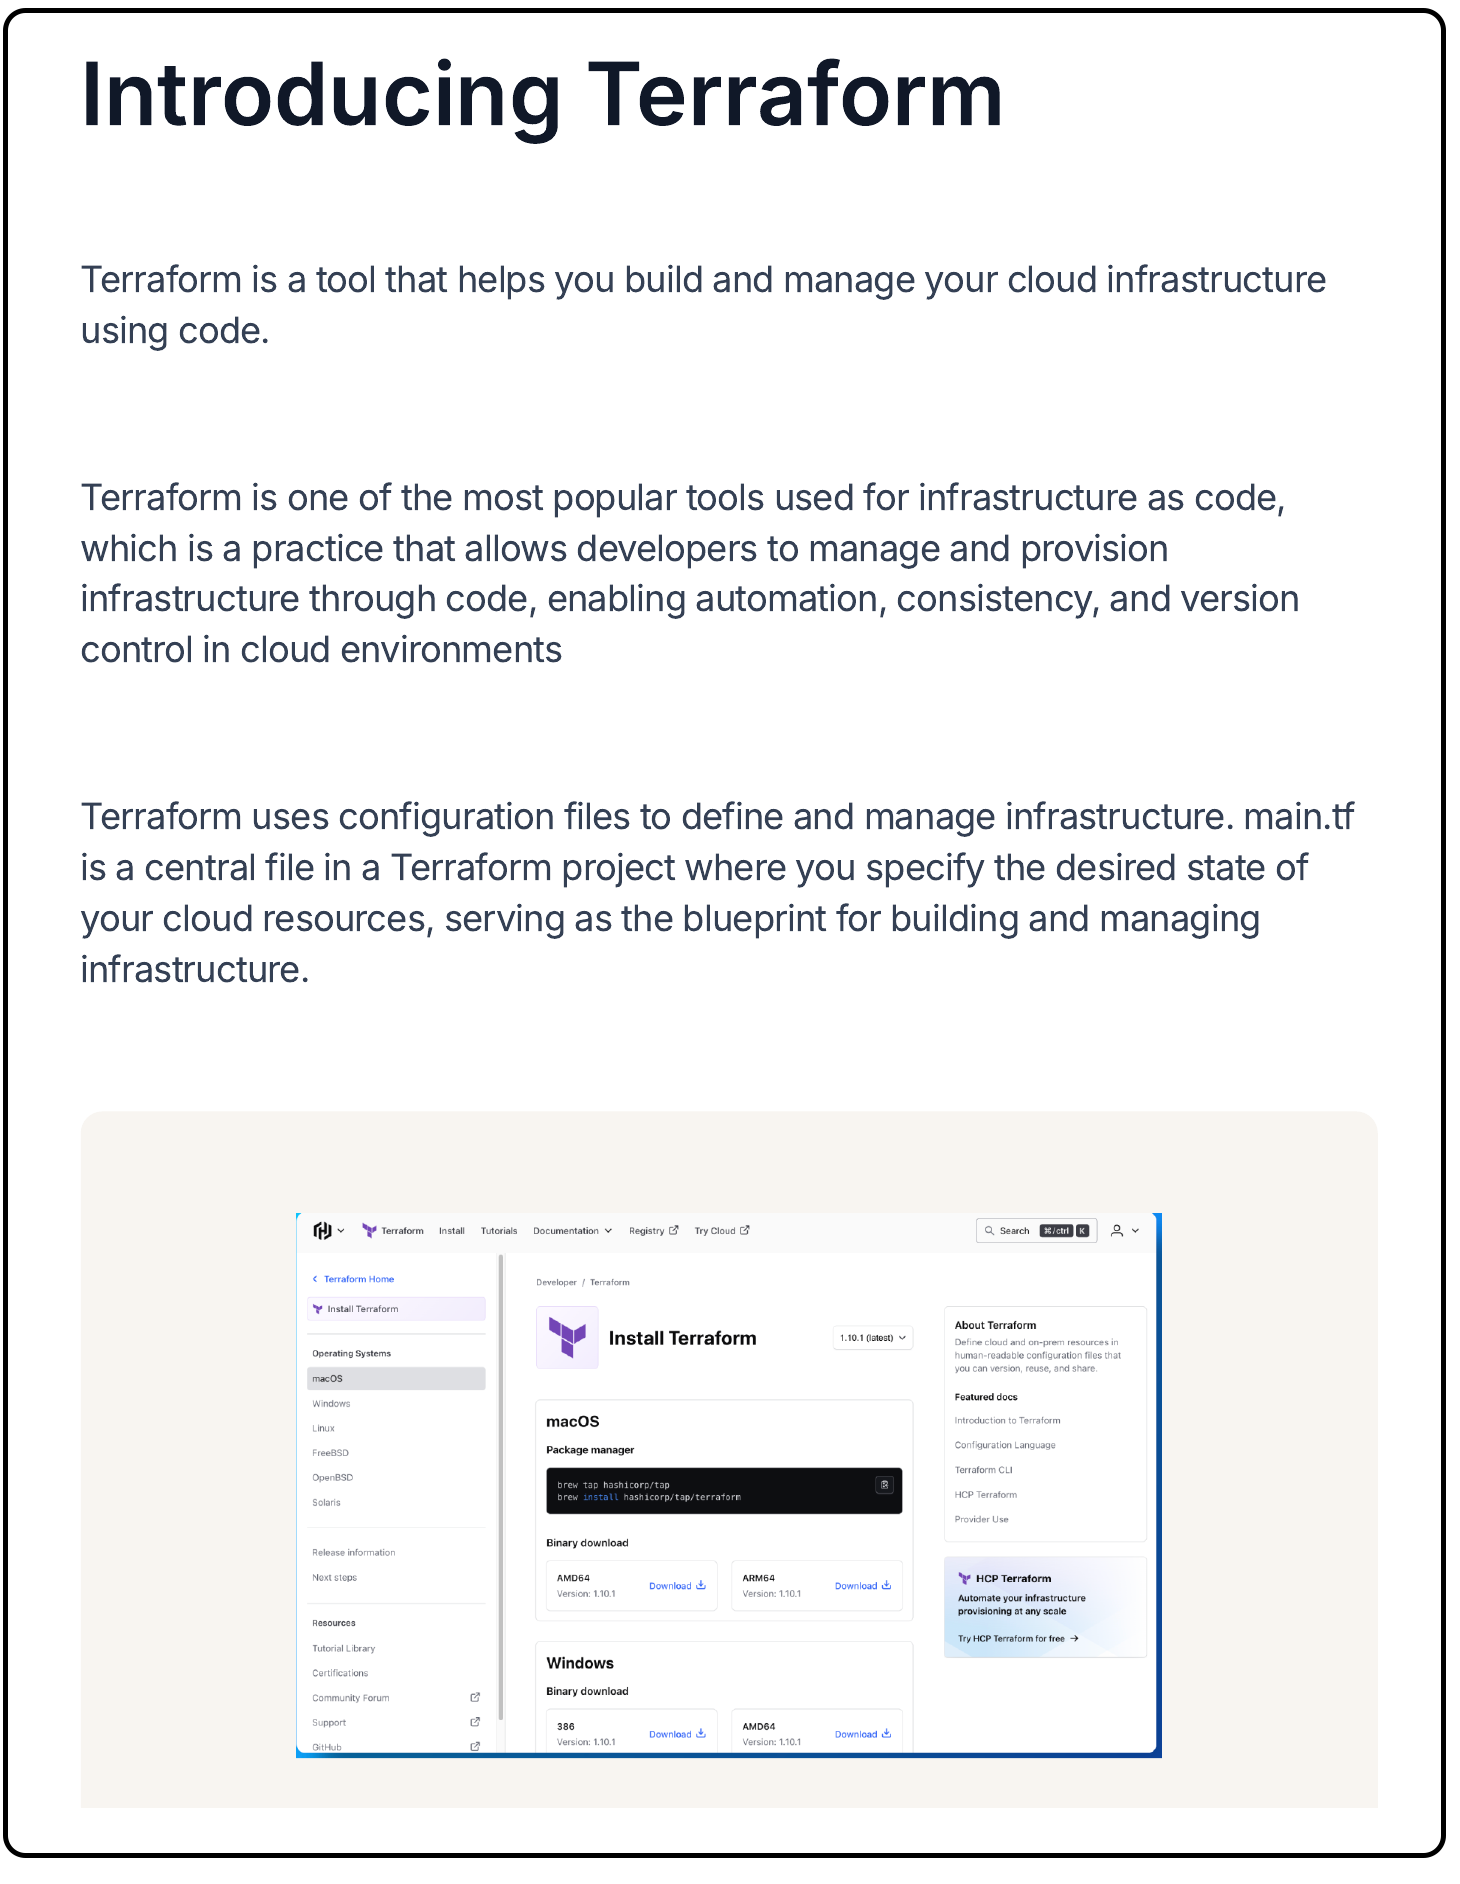 Introducing Terraform
Terraform is a tool that helps you build and manage your cloud infrastructure
using code.
Terraform is one of the most popular tools used for infrastructure as code,
which is a practice that allows developers to manage and provision
infrastructure through code, enabling automation, consistency, and version
control in cloud environments
Terraform uses configuration files to define and manage infrastructure. main.tf
is a central file in a Terraform project where you specify the desired state of
your cloud resources, serving as the blueprint for building and managing
infrastructure.
Terraform Install Tutorials Documentation Registry Try Cloud Search ⌘/ctrl K
Terraform Home
Install Terraform
Operating Systems
macOS
Windows
Linux
FreeBSD
OpenBSD
Solaris
Release information
Next steps
Resources
Tutorial Library
Certifications
Community Forum
Support
GitHub
Developer / Terraform
Install Terraform
1.10.1 (latest)
macOS
Package manager
brew tap hashicorp/tap
brew install hashicorp/tap/terraform
Binary download
AMD64
Version: 1.10.1
Download
ARM64
Version: 1.10.1
Download
Windows
Binary download
386
Version: 1.10.1
Download
AMD64
Version: 1.10.1
Download
About Terraform
Define cloud and on-prem resources in
human-readable configuration files that
you can version, reuse, and share.
Featured docs
Introduction to Terraform
Configuration Language
Terraform CLI
HCP Terraform
Provider Use
HCP Terraform
Automate your infrastructure
provisioning at any scale
Try HCP Terraform for free →